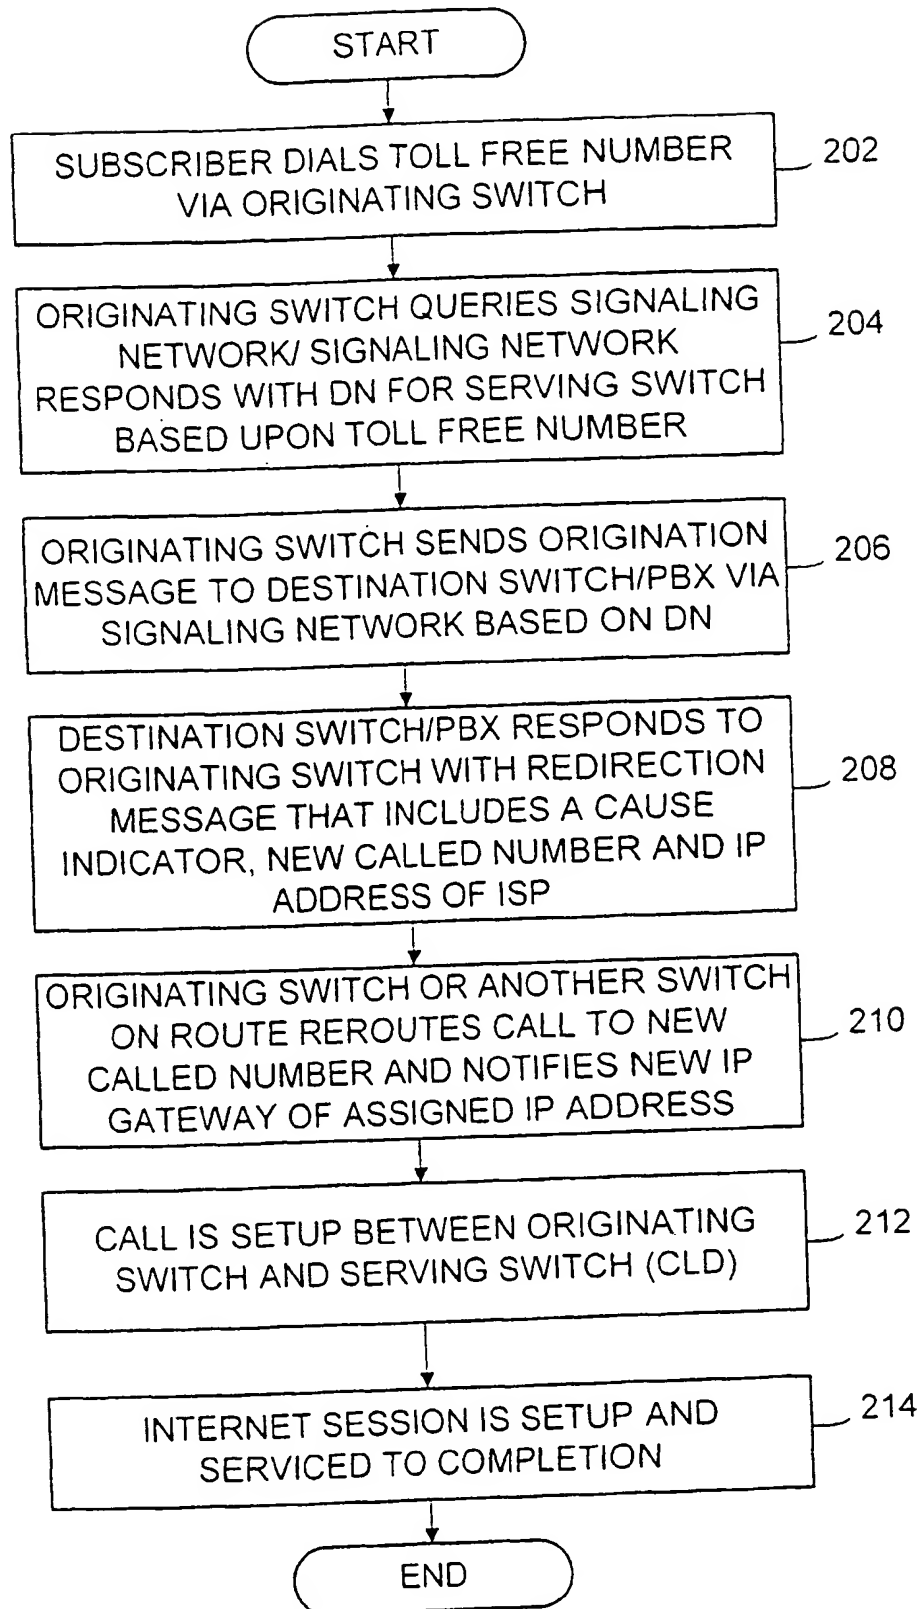 START
SUBSCRIBER DIALS TOLL FREE NUMBER
VIA ORIGINATING SWITCH
202
ORIGINATING SWITCH QUERIES SIGNALING
NETWORK/ SIGNALING NETWORK
RESPONDS WITH DN FOR SERVING SWITCH
BASED UPON TOLL FREE NUMBER
204
ORIGINATING SWITCH SENDS ORIGINATION
MESSAGE TO DESTINATION SWITCH/PBX VIA
SIGNALING NETWORK BASED ON DN
206
DESTINATION SWITCH/PBX RESPONDS TO
ORIGINATING SWITCH WITH REDIRECTION
MESSAGE THAT INCLUDES A CAUSE
INDICATOR, NEW CALLED NUMBER AND IP
ADDRESS OF ISP
208
ORIGINATING SWITCH OR ANOTHER SWITCH
ON ROUTE REROUTES CALL TO NEW
CALLED NUMBER AND NOTIFIES NEW IP
GATEWAY OF ASSIGNED IP ADDRESS
210
CALL IS SETUP BETWEEN ORIGINATING
SWITCH AND SERVING SWITCH (CLD)
212
INTERNET SESSION IS SETUP AND
SERVICED TO COMPLETION
214
END